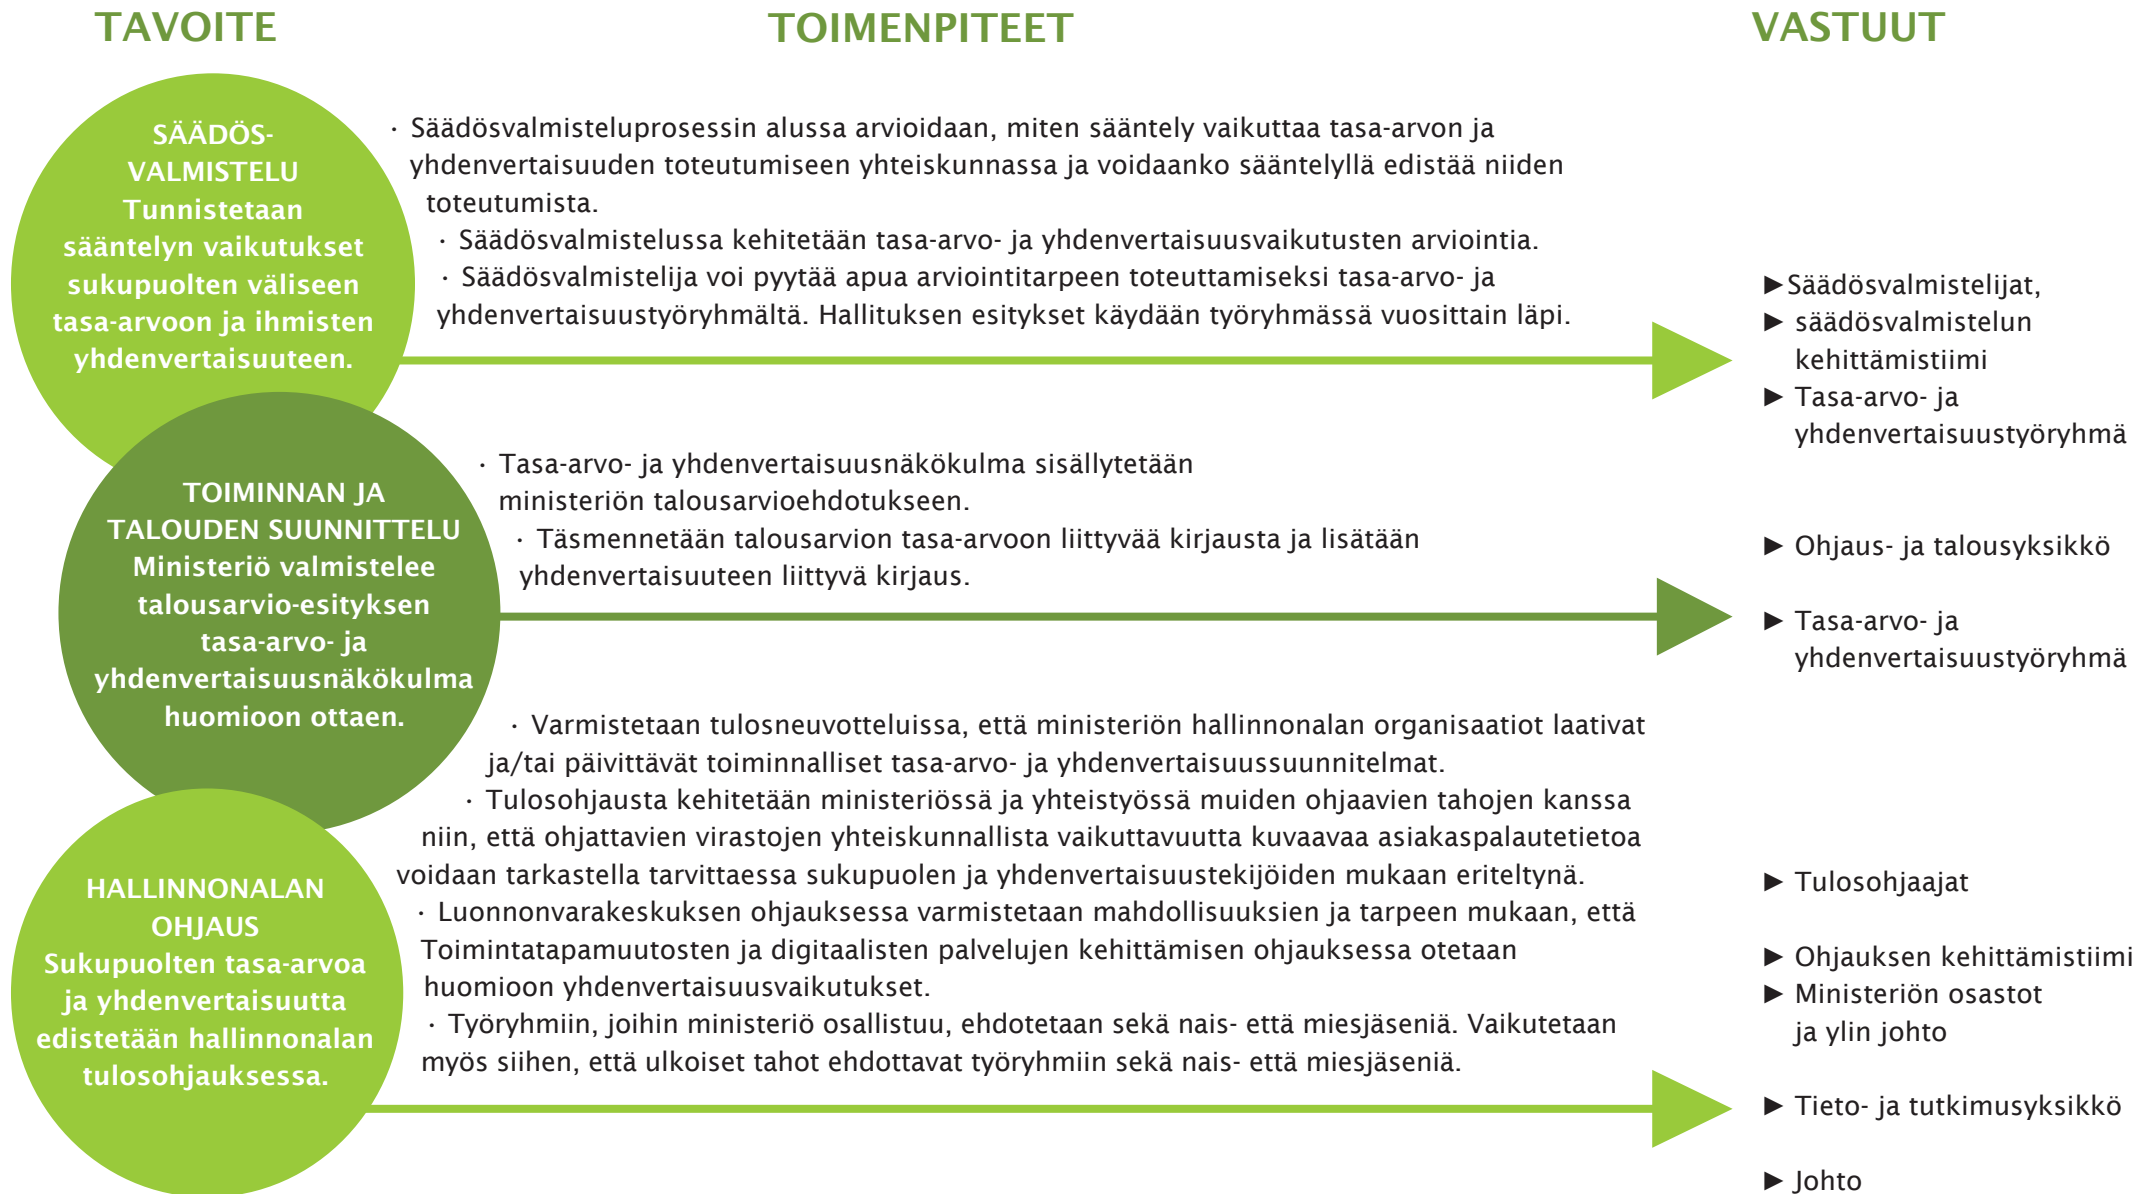 TAVOITE
TOIMENPITEET
VASTUUT
SÄÄDÖS-
VALMISTELU
Tunnistetaan
sääntelyn vaikutukset
sukupuolten väliseen
tasa-arvoon ja ihmisten
yhdenvertaisuuteen.
· Säädösvalmisteluprosessin alussa arvioidaan, miten sääntely vaikuttaa tasa-arvon ja
yhdenvertaisuuden toteutumiseen yhteiskunnassa ja voidaanko sääntelyllä edistää niiden
toteutumista.
· Säädösvalmistelussa kehitetään tasa-arvo- ja yhdenvertaisuusvaikutusten arviointia.
· Säädösvalmistelija voi pyytää apua arviointitarpeen toteuttamiseksi tasa-arvo- ja
yhdenvertaisuustyöryhmältä. Hallituksen esitykset käydään työryhmässä vuosittain läpi.
►Säädösvalmistelijat,
► säädösvalmistelun
kehittämistiimi
► Tasa-arvo- ja
yhdenvertaisuustyöryhmä
TOIMINNAN JA
TALOUDEN SUUNNITTELU
Ministeriö valmistelee
talousarvio-esityksen
tasa-arvo- ja
yhdenvertaisuusnäkökulma
huomioon ottaen.
· Tasa-arvo- ja yhdenvertaisuusnäkökulma sisällytetään
ministeriön talousarvioehdotukseen.
· Täsmennetään talousarvion tasa-arvoon liittyvää kirjausta ja lisätään
yhdenvertaisuuteen liittyvä kirjaus.
► Ohjaus- ja talousyksikkö
► Tasa-arvo- ja
yhdenvertaisuustyöryhmä
HALLINNONALAN
OHJAUS
Sukupuolten tasa-arvoa
ja yhdenvertaisuutta
edistetään hallinnonalan
tulosohjauksessa.
· Varmistetaan tulosneuvotteluissa, että ministeriön hallinnonalan organisaatiot laativat
ja/tai päivittävät toiminnalliset tasa-arvo- ja yhdenvertaisuussuunnitelmat.
· Tulosohjausta kehitetään ministeriössä ja yhteistyössä muiden ohjaavien tahojen kanssa
niin, että ohjattavien virastojen yhteiskunnallista vaikuttavuutta kuvaavaa asiakaspalautetietoa
voidaan tarkastella tarvittaessa sukupuolen ja yhdenvertaisuustekijöiden mukaan eriteltynä.
· Luonnonvarakeskuksen ohjauksessa varmistetaan mahdollisuuksien ja tarpeen mukaan, että
Toimintatapamuutosten ja digitaalisten palvelujen kehittämisen ohjauksessa otetaan
huomioon yhdenvertaisuusvaikutukset.
· Työryhmiin, joihin ministeriö osallistuu, ehdotetaan sekä nais- että miesjäseniä. Vaikutetaan
myös siihen, että ulkoiset tahot ehdottavat työryhmiin sekä nais- että miesjäseniä.
► Tulosohjaajat
► Ohjauksen kehittämistiimi
► Ministeriön osastot
ja ylin johto
► Tieto- ja tutkimusyksikkö
► Johto